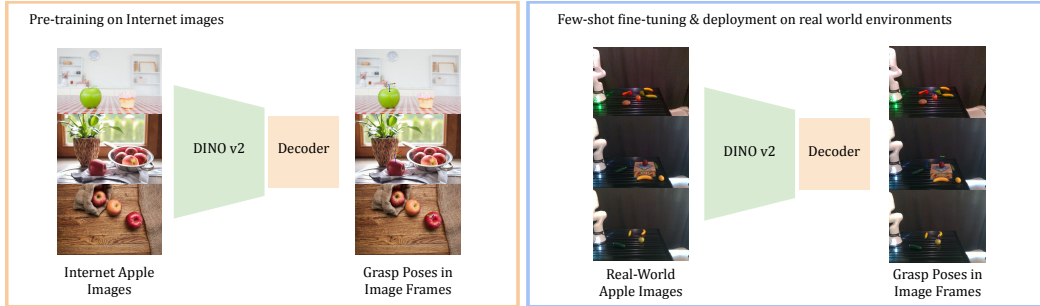 Pre-training on Internet images
DINO v2
Decoder
Internet Apple
Images
Grasp Poses in
Image Frames
Few-shot fine-tuning & deployment on real world environments
DINO v2
Decoder
Real-World
Apple Images
Grasp Poses in
Image Frames